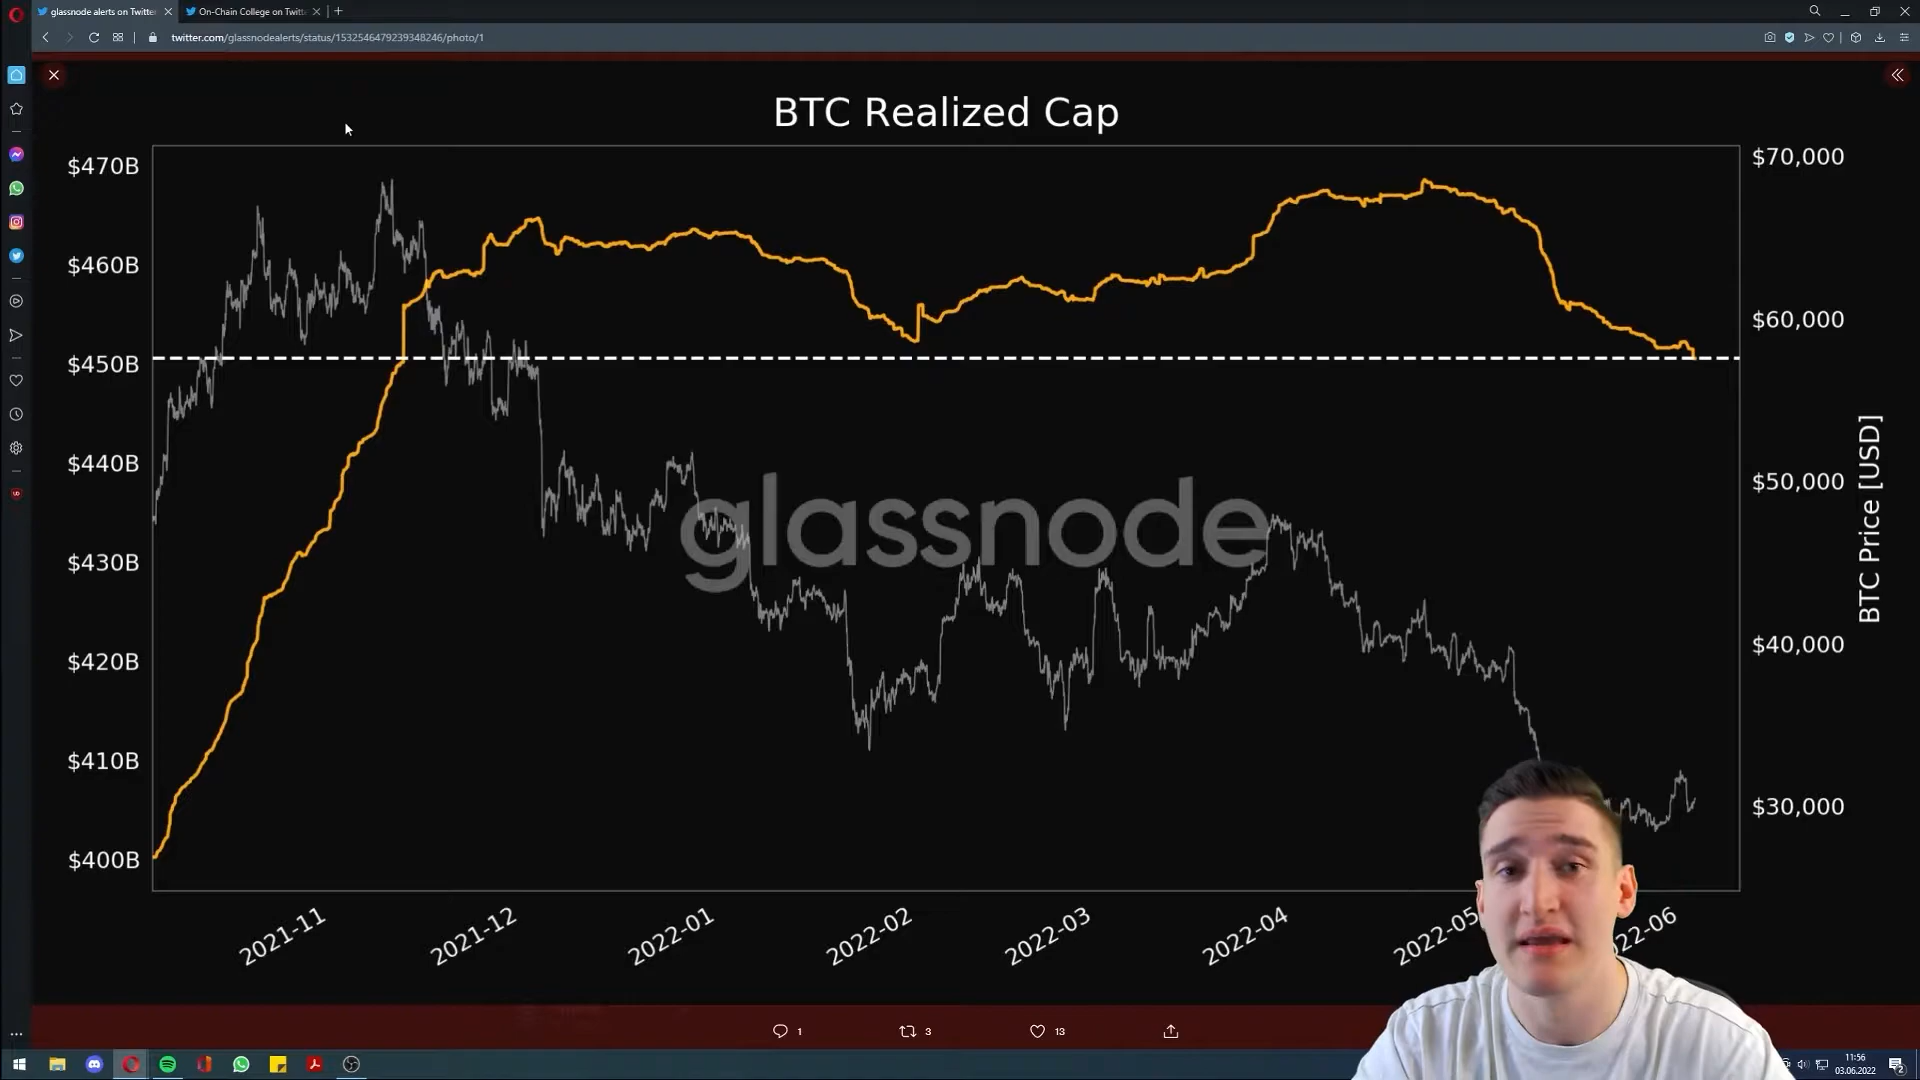 glassnode alerts on Twitte
On-Chain College on Twitt
twitter.com/glassnodealerts/status/1532546479239348246/photo/1
BTC Realized Cap
$470B
$460B
$450B
$440B
$430B
$420B
$410B
$400B
$70,000
$60,000
$50,000
$40,000
$30,000
BTC Price [USD]
glassnode
2021-11
2021-12
2022-01
2022-02
2022-03
2022-04
2022-05
22-06
1
3
13
11:56
03.06.2022
2